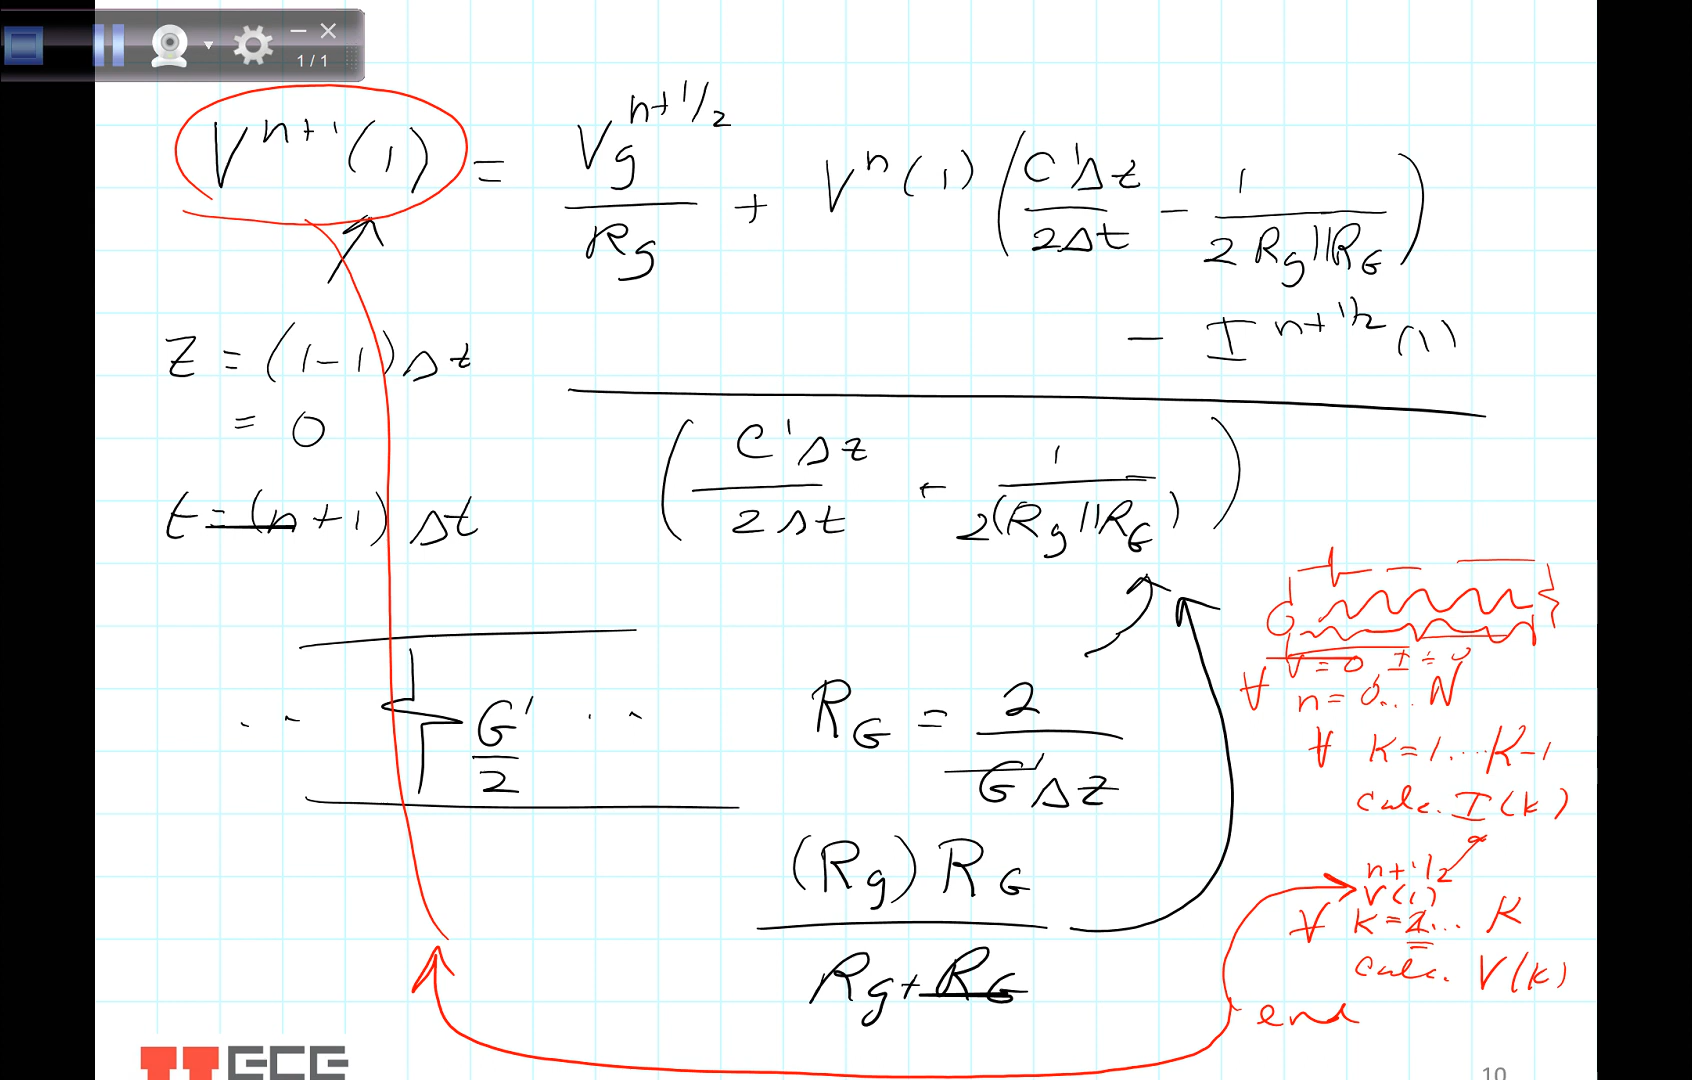 1/1
V^{n+1}(1) = V_g^{n+1/2} / R_g + V^n(1) ( C'Δz / 2Δt - 1 / 2 R_g||R_G )
- I^{n+1/2}(1)
( C'Δz / 2Δt + 1 / 2(R_g||R_G) )
z = (1-1)Δz
= 0
t = (n+1)Δt
.. G'/2 ..
R_G = 2 / G'Δz
(R_g) R_G / R_g + R_G
V=0, I=0
∀ n=0...N
∀ K=1...K-1
calc. I(k)
n+1/2
V(1)
∀ K=2... K
calc. V(k)
end
ECE
10